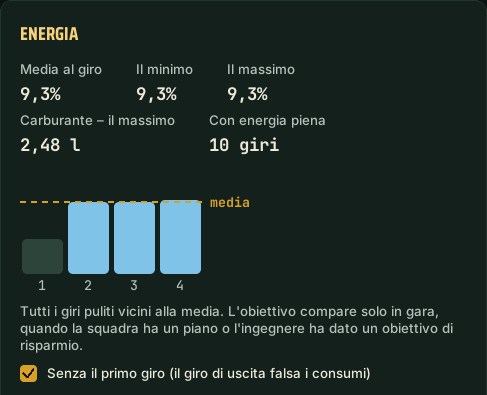 ENERGIA
Media al giro Il minimo Il massimo
9,3% 9,3% 9,3%
Carburante – il massimo Con energia piena
2,48 l 10 giri
media
1 2 3 4
Tutti i giri puliti vicini alla media. L'obiettivo compare solo in gara,
quando la squadra ha un piano o l'ingegnere ha dato un obiettivo di
risparmio.
Senza il primo giro (il giro di uscita falsa i consumi)